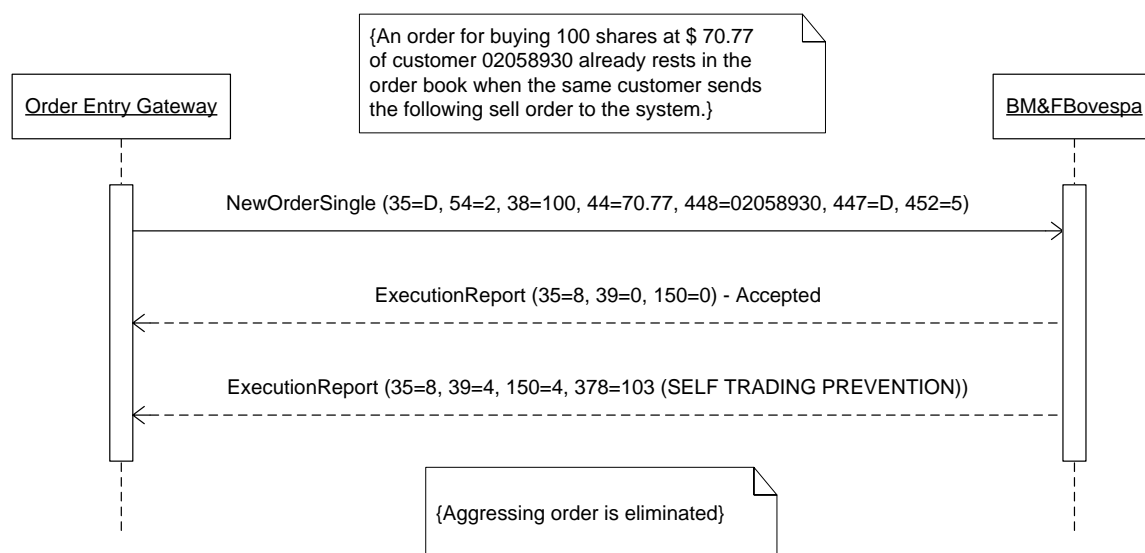 {An order for buying 100 shares at $ 70.77
of customer 02058930 already rests in the
order book when the same customer sends
the following sell order to the system.}
Order Entry Gateway
BM&FBovespa
NewOrderSingle (35=D, 54=2, 38=100, 44=70.77, 448=02058930, 447=D, 452=5)
ExecutionReport (35=8, 39=0, 150=0) - Accepted
ExecutionReport (35=8, 39=4, 150=4, 378=103 (SELF TRADING PREVENTION))
{Aggressing order is eliminated}